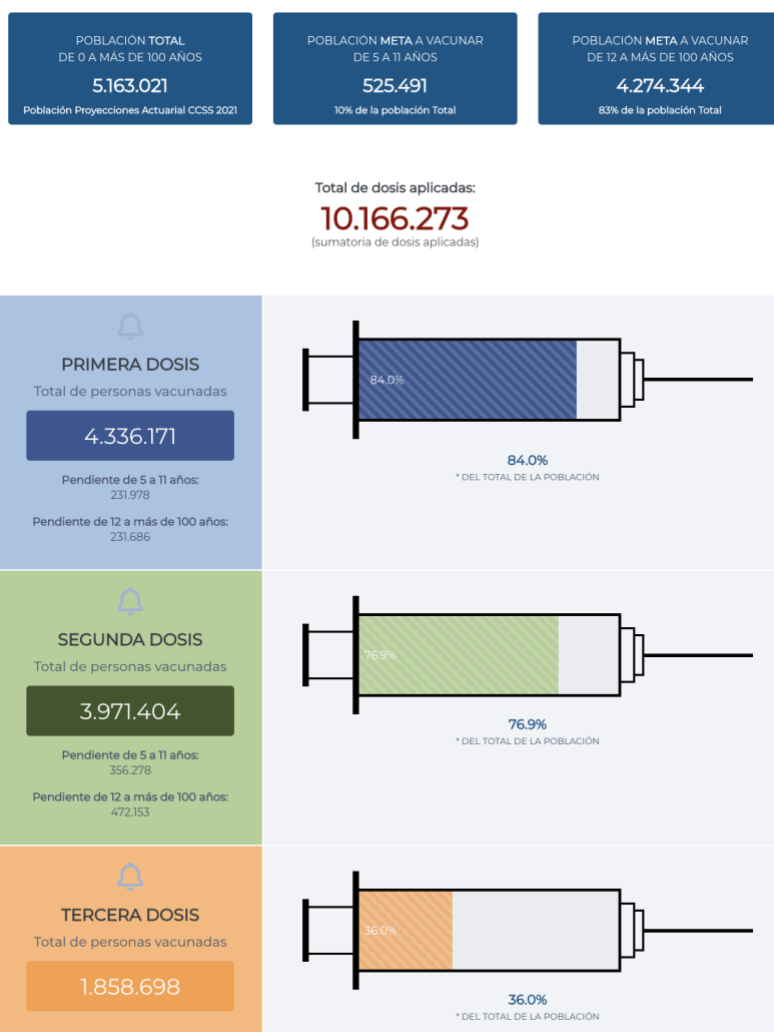 POBLACIÓN TOTAL
DE 0 A MÁS DE 100 AÑOS
5.163.021
Población Proyecciones Actuarial CCSS 2021
POBLACIÓN META A VACUNAR
DE 5 A 11 AÑOS
525.491
10% de la población Total
POBLACIÓN META A VACUNAR
DE 12 A MÁS DE 100 AÑOS
4.274.344
83% de la población Total
Total de dosis aplicadas:
10.166.273
(sumatoria de dosis aplicadas)
PRIMERA DOSIS
Total de personas vacunadas
4.336.171
Pendiente de 5 a 11 años:
231.978
Pendiente de 12 a más de 100 años:
231.686
84.0%
84.0%
* DEL TOTAL DE LA POBLACIÓN
SEGUNDA DOSIS
Total de personas vacunadas
3.971.404
Pendiente de 5 a 11 años:
356.278
Pendiente de 12 a más de 100 años:
472.153
76.9%
76.9%
* DEL TOTAL DE LA POBLACIÓN
TERCERA DOSIS
Total de personas vacunadas
1.858.698
36.0%
36.0%
* DEL TOTAL DE LA POBLACIÓN